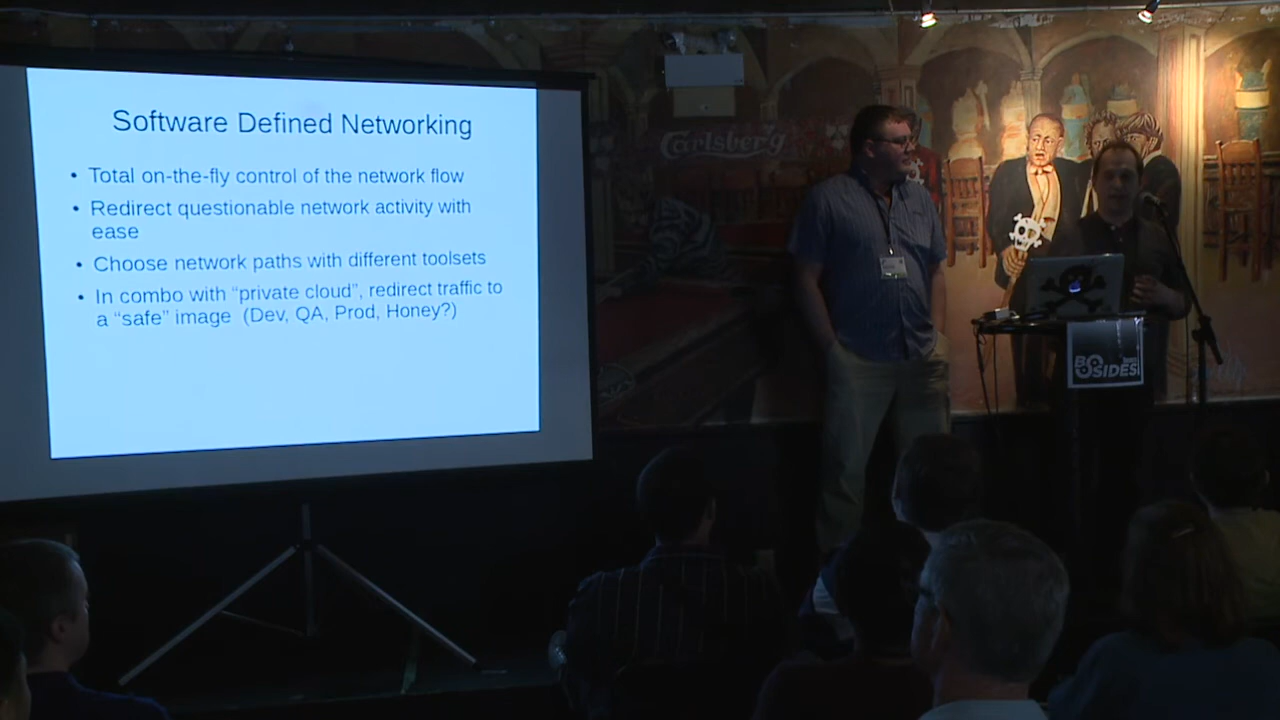 Software Defined Networking
• Total on-the-fly control of the network flow
• Redirect questionable network activity with
ease
• Choose network paths with different toolsets
• In combo with “private cloud”, redirect traffic to
a “safe” image (Dev, QA, Prod, Honey?)
Carlsberg
BSIDES